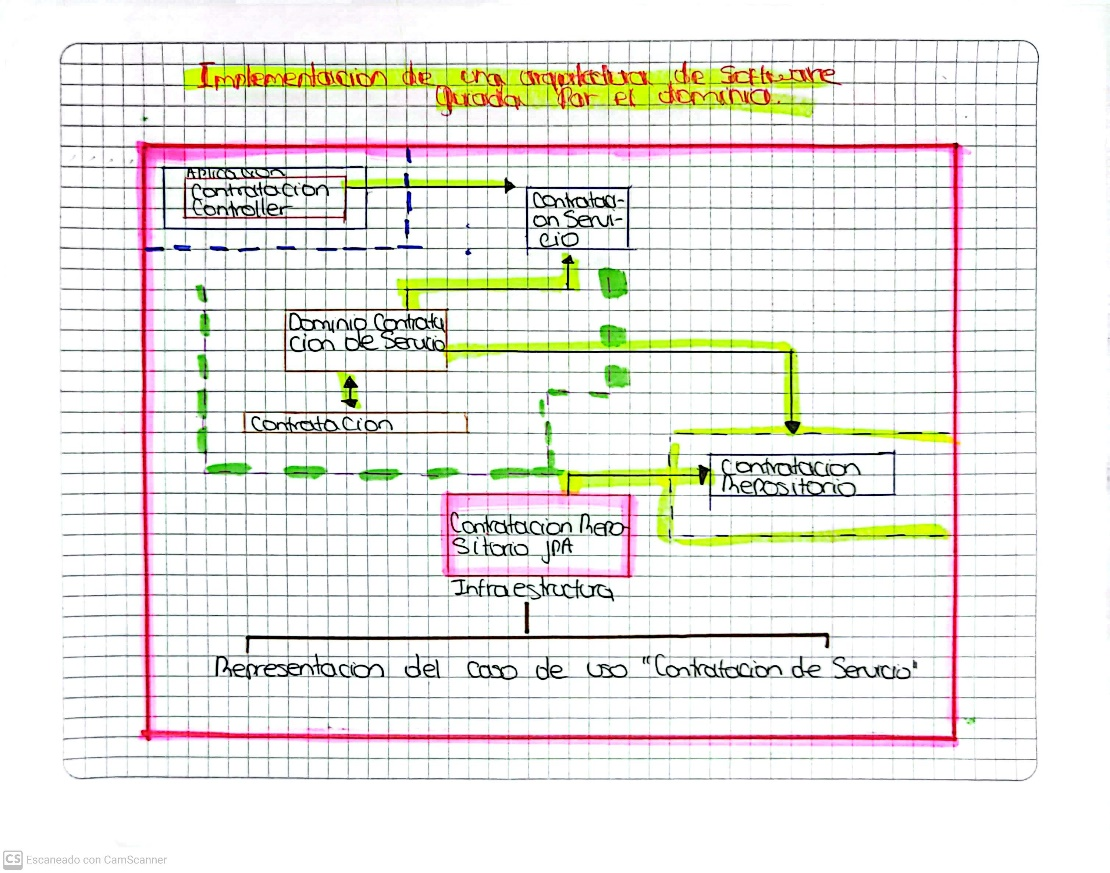 Implementacion de una arquitectura de Software
Guiada Por el dominio.
Aplicacion
Contratacion
Controller
Contrataci-
on Servi-
cio
Dominio Contrata
cion De Servicio
Contratacion
Contratacion
Repositorio
Contratacion Repo-
Sitorio JPA
Infraestructura
Representacion del caso de uso "Contratacion de Servicio"
CS Escaneado con CamScanner